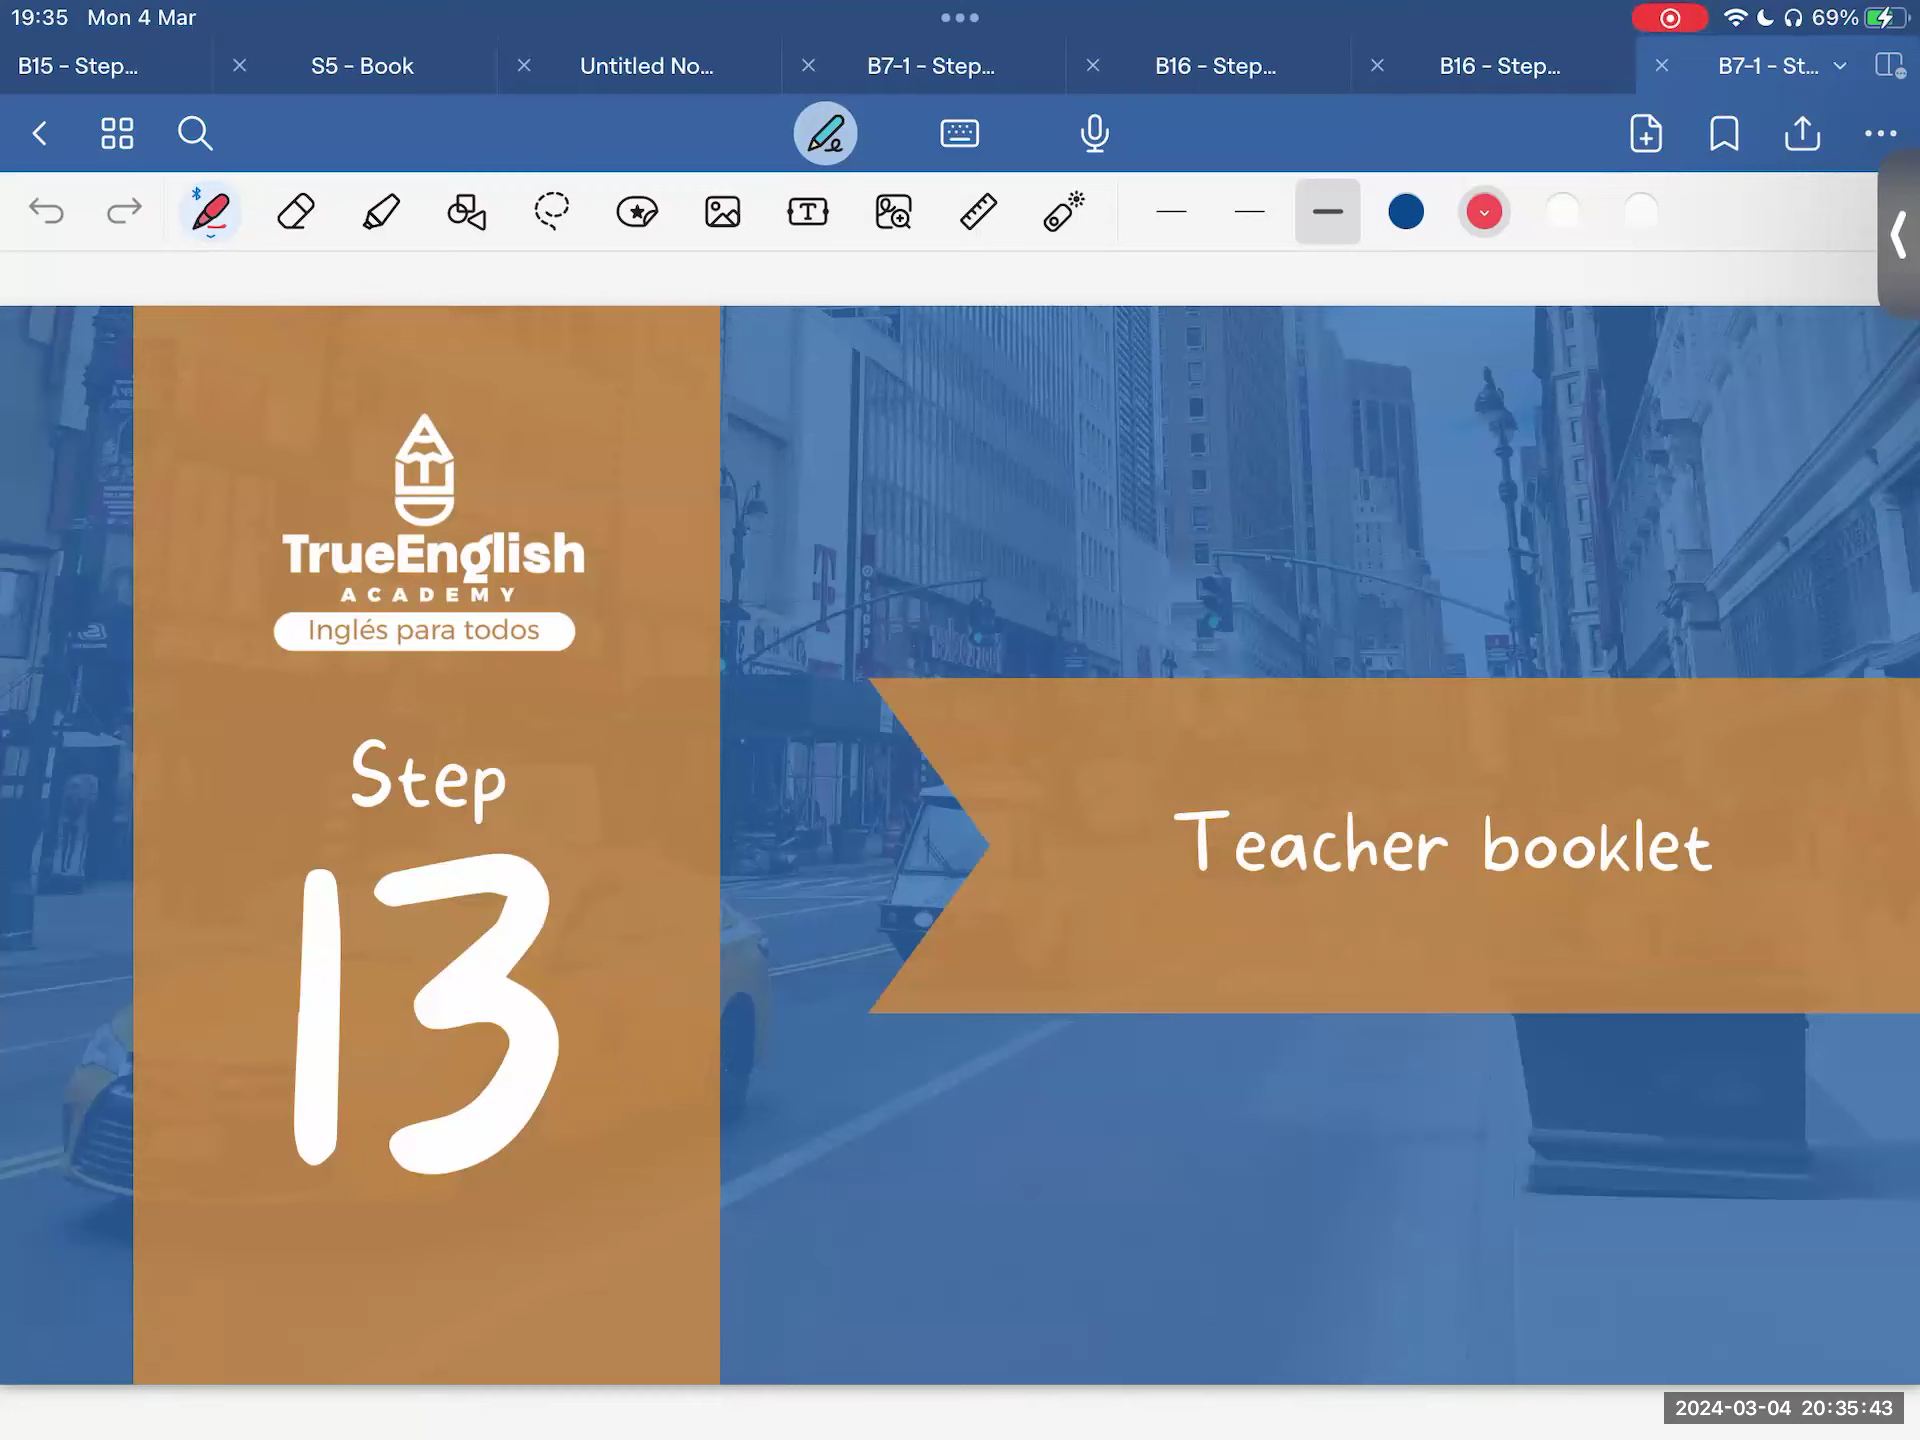 19:35 Mon 4 Mar
69%
B15 - Step...
S5 - Book
Untitled No...
B7-1 - Step...
B16 - Step...
B16 - Step...
B7-1 - St...
TrueEnglish
ACADEMY
Inglés para todos
Step
13
Teacher booklet
2024-03-04 20:35:43